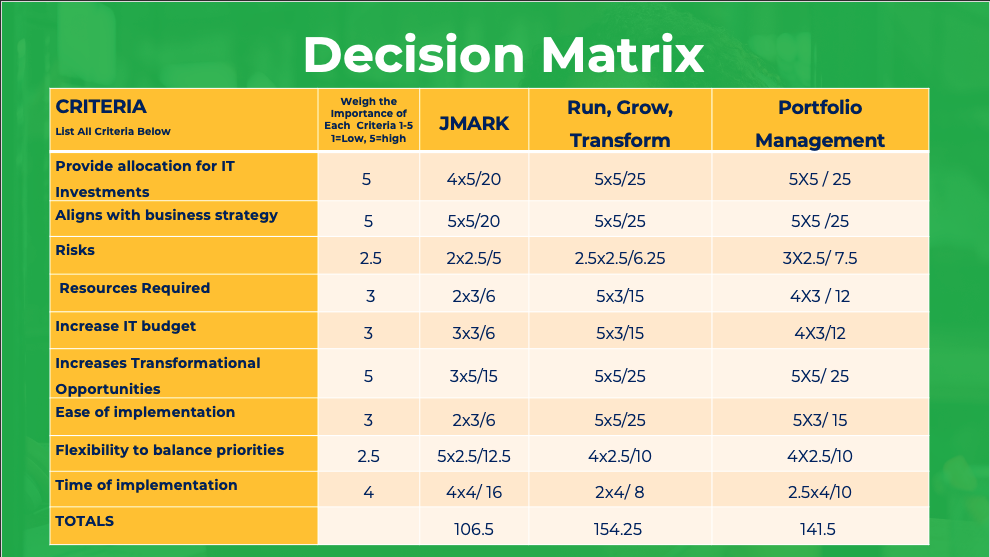 Decision Matrix
CRITERIA
List All Criteria Below
Weigh the
Importance of
Each Criteria 1-5
1=Low, 5=high
JMARK
Run, Grow,
Transform
Portfolio
Management
Provide allocation for IT
Investments
5
4x5/20
5x5/25
5X5 / 25
Aligns with business strategy
5
5x5/20
5x5/25
5X5 /25
Risks
2.5
2x2.5/5
2.5x2.5/6.25
3X2.5/ 7.5
Resources Required
3
2x3/6
5x3/15
4X3 / 12
Increase IT budget
3
3x3/6
5x3/15
4X3/12
Increases Transformational
Opportunities
5
3x5/15
5x5/25
5X5/ 25
Ease of implementation
3
2x3/6
5x5/25
5X3/ 15
Flexibility to balance priorities
2.5
5x2.5/12.5
4x2.5/10
4X2.5/10
Time of implementation
4
4x4/ 16
2x4/ 8
2.5x4/10
TOTALS
106.5
154.25
141.5